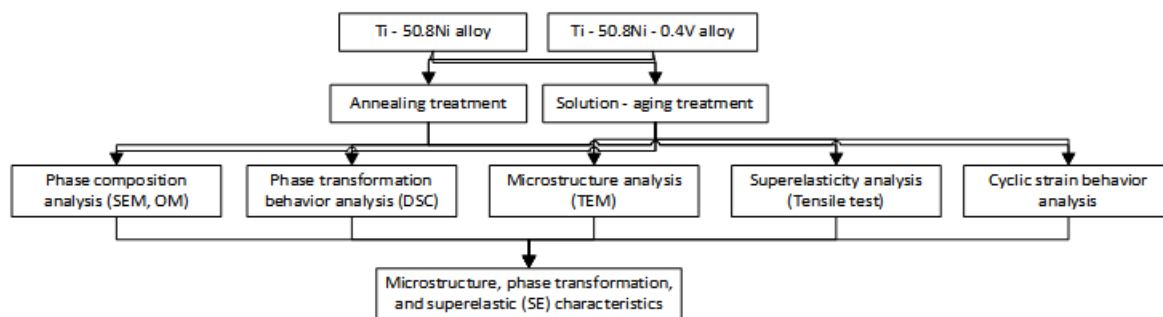 Ti - 50.8Ni alloy
Ti - 50.8Ni - 0.4V alloy
Annealing treatment
Solution - aging treatment
Phase composition
analysis (SEM, OM)
Phase transformation
behavior analysis (DSC)
Microstructure analysis
(TEM)
Superelasticity analysis
(Tensile test)
Cyclic strain behavior
analysis
Microstructure, phase transformation,
and superelastic (SE) characteristics